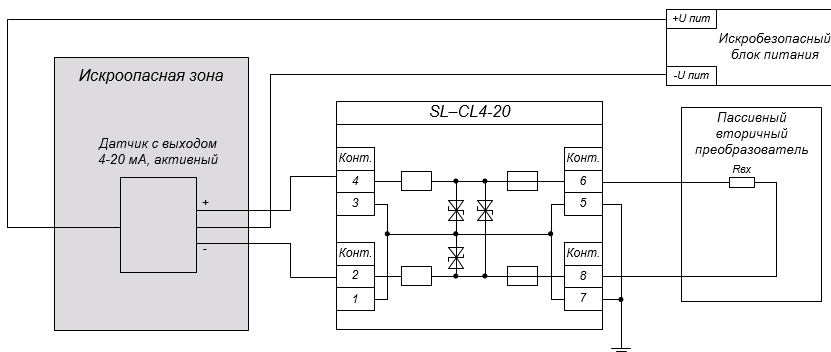 +U пит
Искробезопасный
блок питания
-U пит
Искроопасная зона
Датчик с выходом
4-20 мА, активный
+
-
SL–CL4-20
Конт.
4
3
Конт.
2
1
Конт.
6
5
Конт.
8
7
Пассивный
вторичный
преобразователь
Rвх